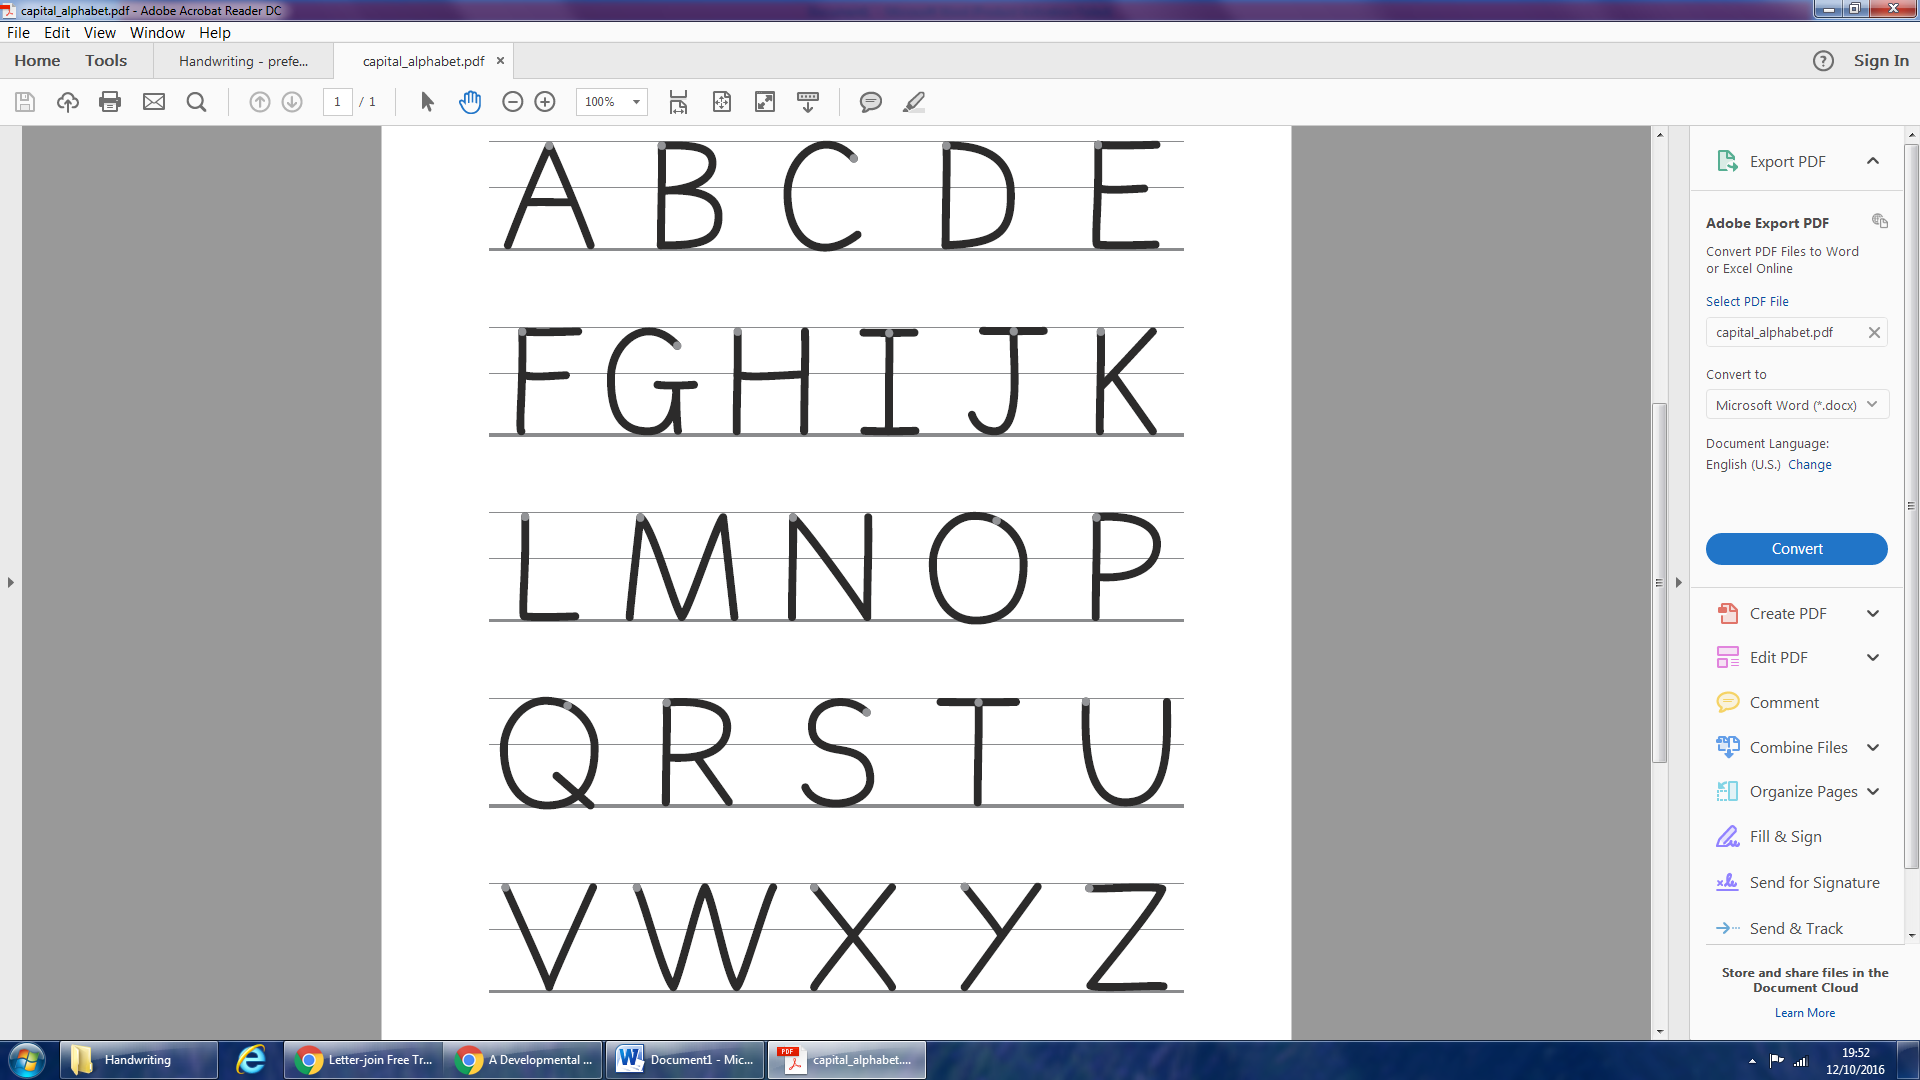 capital_alphabet.pdf - Adobe Acrobat Reader DC
File Edit View Window Help
Home Tools Handwriting - prefe... capital_alphabet.pdf × ? Sign In
1 / 1 100%
A B C D E
F G H I J K
L M N O P
Q R S T U
V W X Y Z
Export PDF
Adobe Export PDF
Convert PDF Files to Word
or Excel Online
Select PDF File
capital_alphabet.pdf
Convert to
Microsoft Word (*.docx)
Document Language:
English (U.S.) Change
Convert
Create PDF
Edit PDF
Comment
Combine Files
Organize Pages
Fill & Sign
Send for Signature
Send & Track
Store and share files in the
Document Cloud
Learn More
Handwriting Letter-join Free Tr... A Developmental ... Document1 - Mic... capital_alphabet....
19:52
12/10/2016